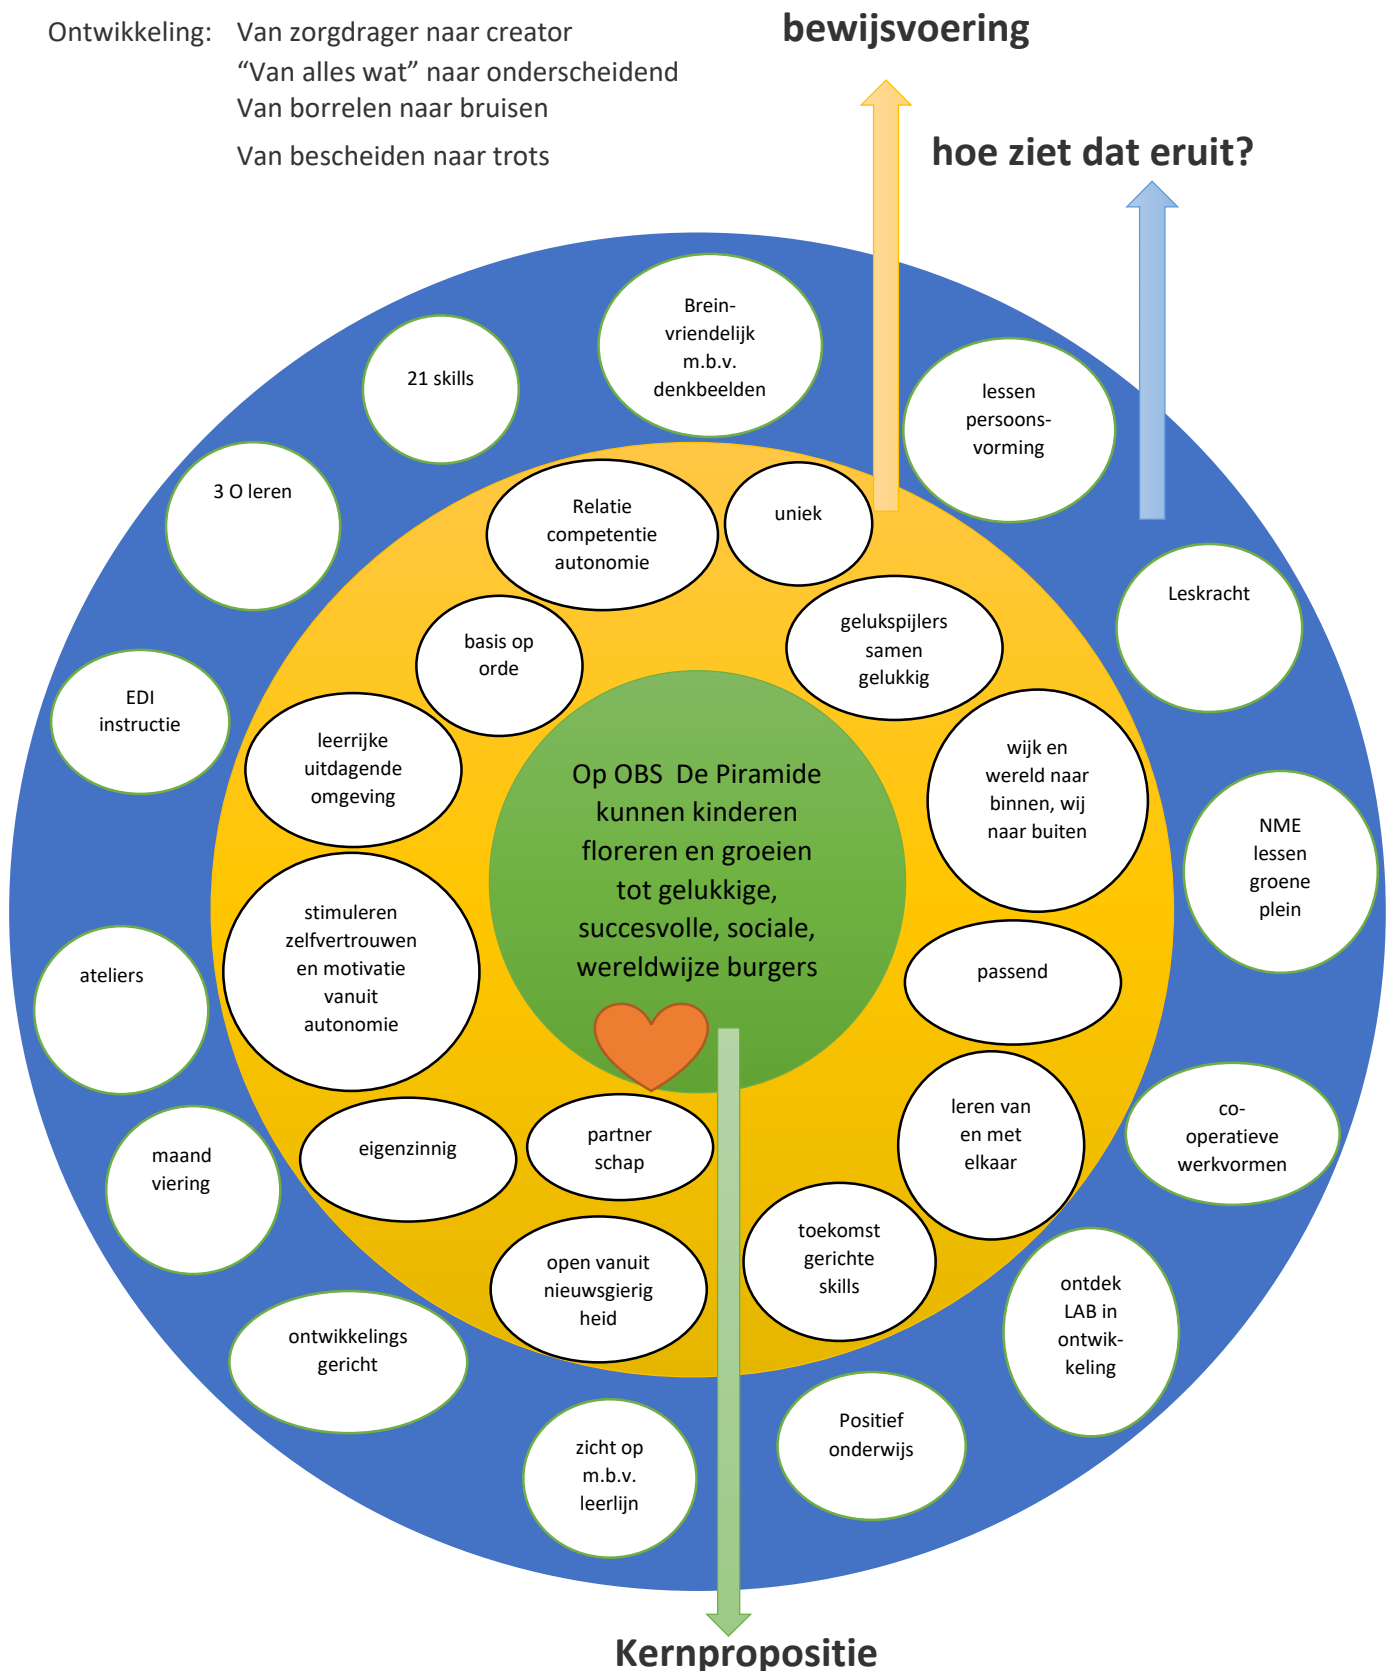 Ontwikkeling: Van zorgdrager naar creator
“Van alles wat” naar onderscheidend
Van borrelen naar bruisen
Van bescheiden naar trots
bewijsvoering
hoe ziet dat eruit?
Brein-
vriendelijk
m.b.v.
denkbeelden
21 skills
lessen
persoons-
vorming
3 O leren
Relatie
competentie
autonomie
uniek
Leskracht
basis op
orde
gelukspijlers
samen
gelukkig
EDI
instructie
leerrijke
uitdagende
omgeving
wijk en
wereld naar
binnen, wij
naar buiten
Op OBS De Piramide
kunnen kinderen
floreren en groeien
tot gelukkige,
succesvolle, sociale,
wereldwijze burgers
NME
lessen
groene
plein
stimuleren
zelfvertrouwen
en motivatie
vanuit
autonomie
ateliers
passend
leren van
en met
elkaar
co-
operatieve
werkvormen
maand
viering
eigenzinnig
partner
schap
toekomst
gerichte
skills
open vanuit
nieuwsgierig
heid
ontdek
LAB in
ontwik-
keling
ontwikkelings
gericht
Positief
onderwijs
zicht op
m.b.v.
leerlijn
Kernpropositie